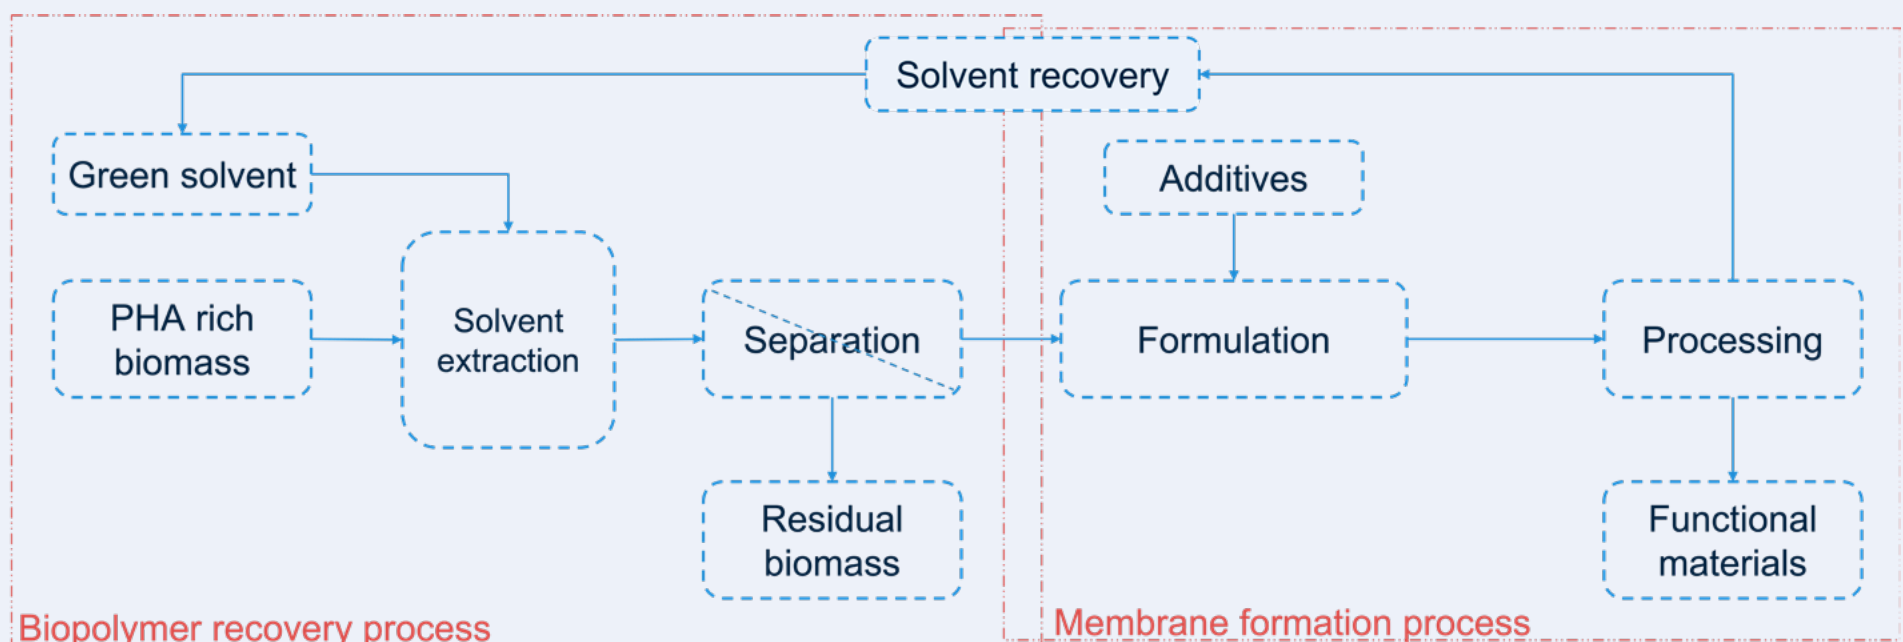 Solvent recovery
Green solvent
Additives
PHA rich
biomass
Solvent
extraction
Separation
Formulation
Processing
Residual
biomass
Functional
materials
Biopolymer recovery process
Membrane formation process